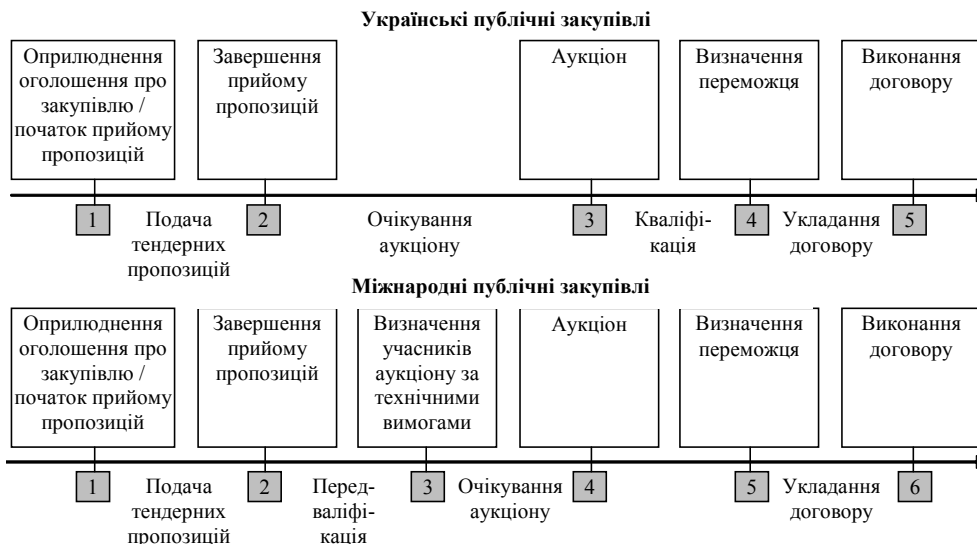 Українські публічні закупівлі
Оприлюднення
оголошення про
закупівлю /
початок прийому
пропозицій
Завершення
прийому
пропозицій
Аукціон
Визначення
переможця
Виконання
договору
1
Подача
тендерних
пропозицій
2
Очікування
аукціону
3
Кваліфі-
кація
4
Укладання
договору
5
Міжнародні публічні закупівлі
Оприлюднення
оголошення про
закупівлю /
початок прийому
пропозицій
Завершення
прийому
пропозицій
Визначення
учасників
аукціону за
технічними
вимогами
Аукціон
Визначення
переможця
Виконання
договору
1
Подача
тендерних
пропозицій
2
Перед-
валіфі-
кація
3
Очікування
аукціону
4
5
Укладання
договору
6